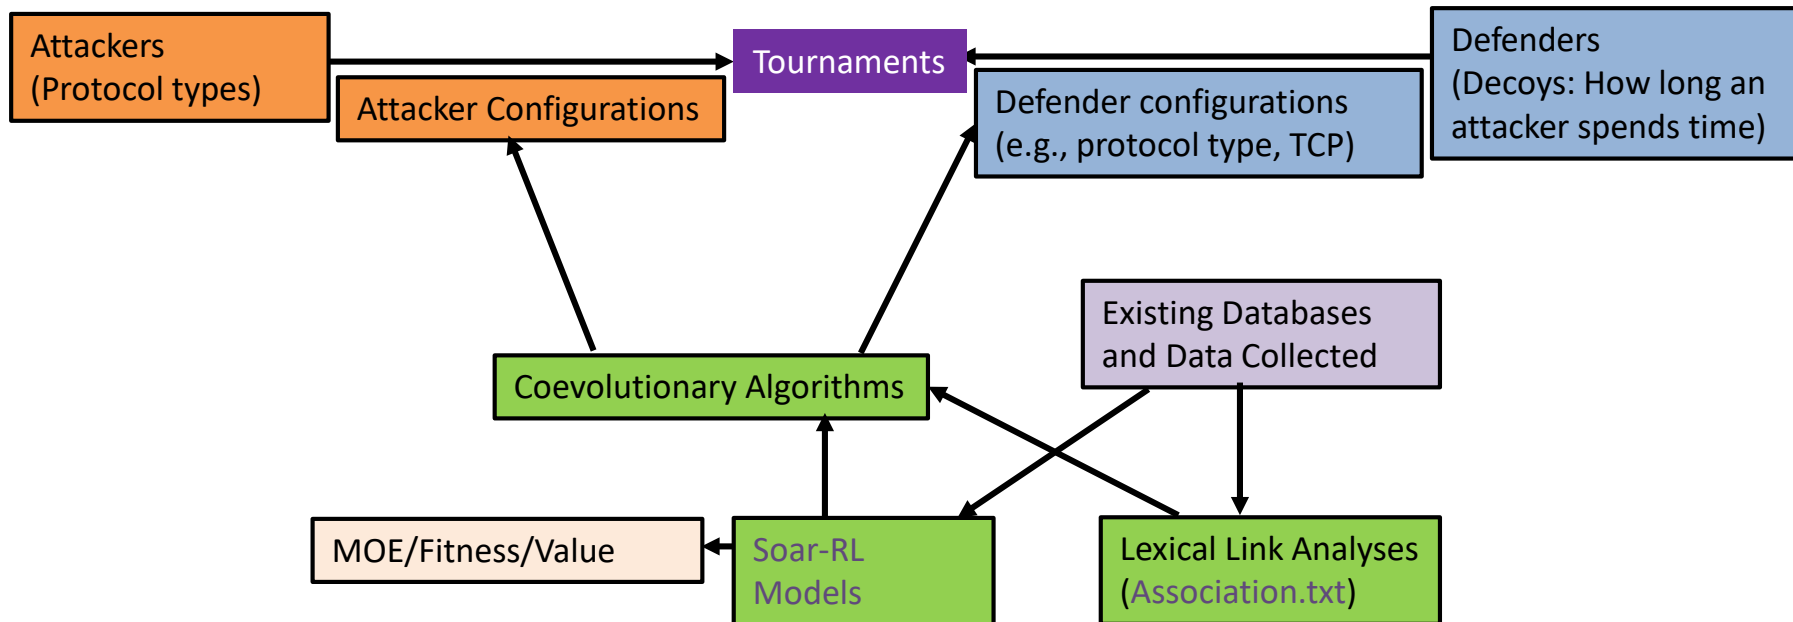 Attackers
(Protocol types)
Attacker Configurations
Tournaments
Defender configurations
(e.g., protocol type, TCP)
Defenders
(Decoys: How long an
attacker spends time)
Existing Databases
and Data Collected
Coevolutionary Algorithms
MOE/Fitness/Value
Soar-RL
Models
Lexical Link Analyses
(Association.txt)